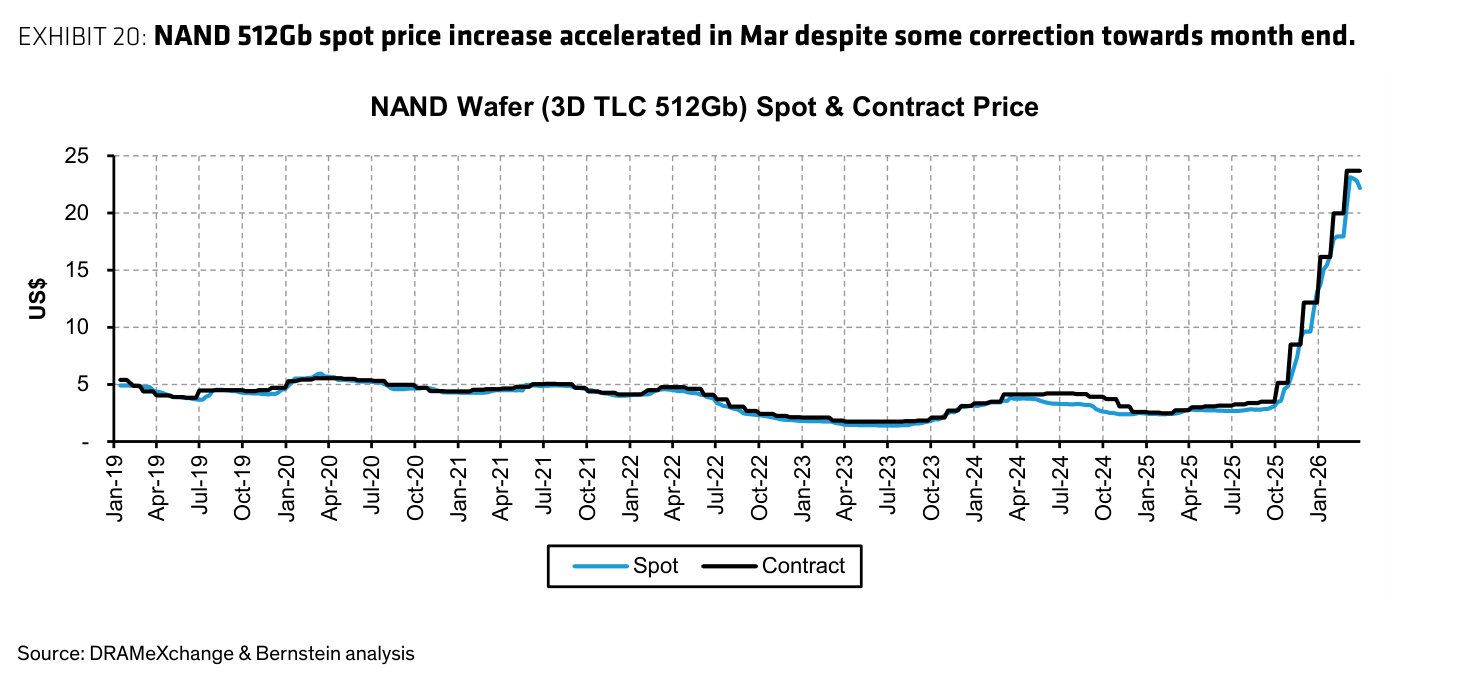 EXHIBIT 20: NAND 512Gb spot price increase accelerated in Mar despite some correction towards month end.
NAND Wafer (3D TLC 512Gb) Spot & Contract Price
US$
25
20
15
10
5
-
Jan-19
Apr-19
Jul-19
Oct-19
Jan-20
Apr-20
Jul-20
Oct-20
Jan-21
Apr-21
Jul-21
Oct-21
Jan-22
Apr-22
Jul-22
Oct-22
Jan-23
Apr-23
Jul-23
Oct-23
Jan-24
Apr-24
Jul-24
Oct-24
Jan-25
Apr-25
Jul-25
Oct-25
Jan-26
Spot
Contract
Source: DRAMeXchange & Bernstein analysis